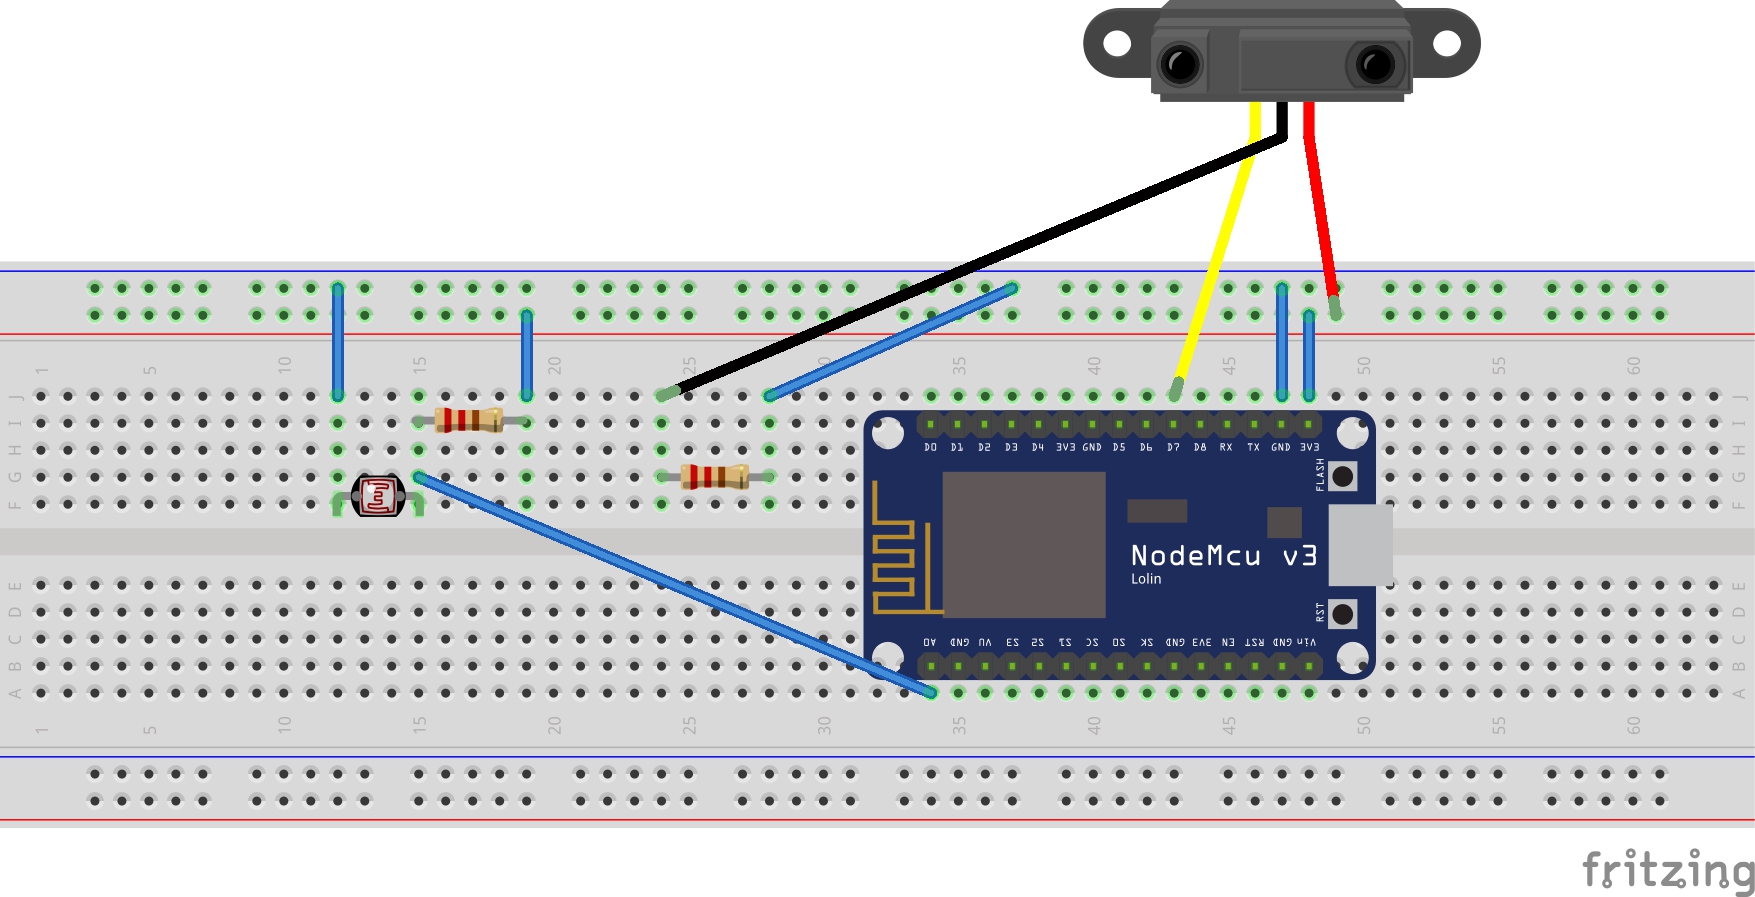 1 5 10 15 20 25 30 35 40 45 50 55 60
J J
I I
H H
G G
F F
D0 D1 D2 D3 D4 3V3 GND D5 D6 D7 D8 RX TX GND 3V3
FLASH
NodeMcu v3
Lolin
RST
A0 GND VU S3 S2 S1 SC S0 SK GND 3V3 EN RST GND Vin
E E
D D
C C
B B
A A
1 5 10 15 20 25 30 35 40 45 50 55 60
fritzing